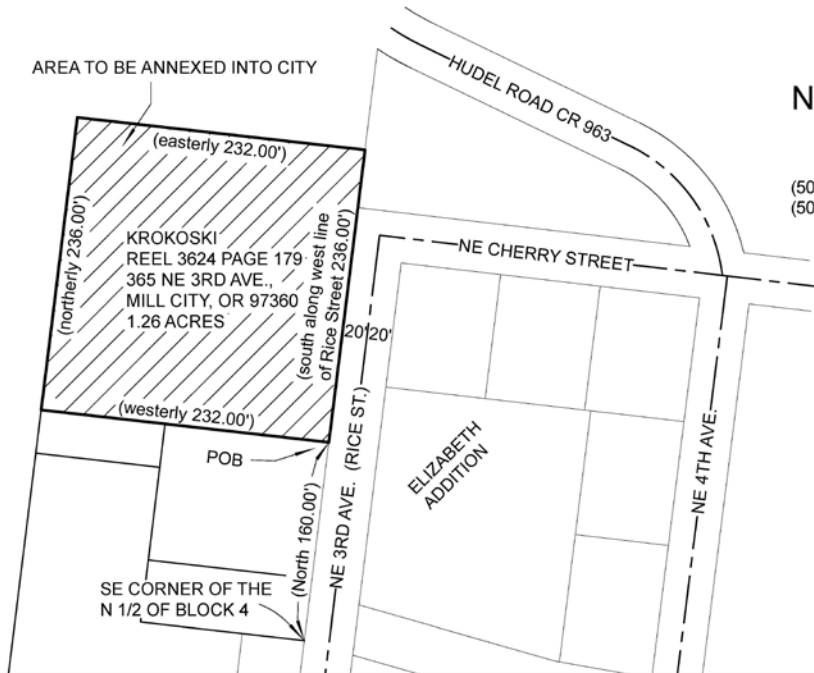 HUDEL ROAD CR 963
AREA TO BE ANNEXED INTO CITY
N
(easterly 232.00')
(50
(50
(northerly 236.00')
KROKOSKI
REEL 3624 PAGE 179
365 NE 3RD AVE.,
MILL CITY, OR 97360
1.26 ACRES
(south along west line
of Rice Street 236.00')
NE CHERRY STREET
20'20'
(westerly 232.00')
POB
NE 3RD AVE. (RICE ST.)
ELIZABETH
ADDITION
NE 4TH AVE.
(North 160.00')
SE CORNER OF THE
N 1/2 OF BLOCK 4